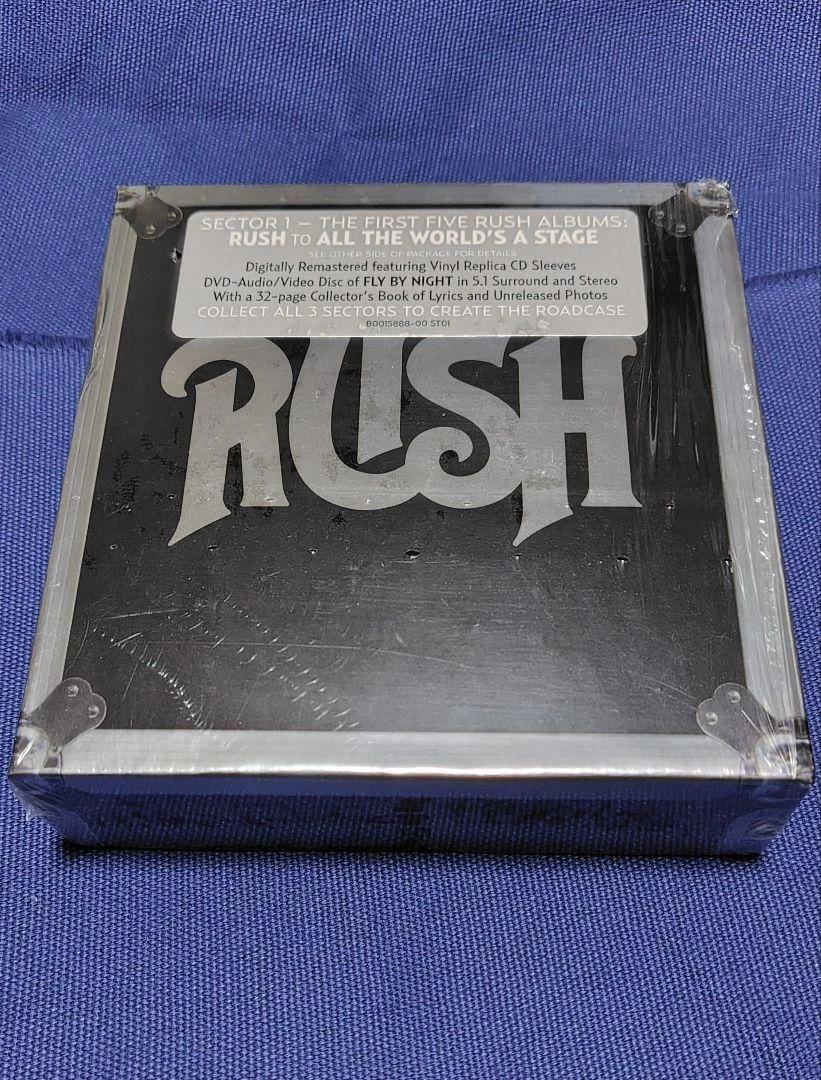 SECTOR 1 – THE FIRST FIVE RUSH ALBUMS:
RUSH TO ALL THE WORLD'S A STAGE
SEE OTHER SIDE OF PACKAGE FOR DETAILS
Digitally Remastered featuring Vinyl Replica CD Sleeves
DVD-Audio/Video Disc of FLY BY NIGHT in 5.1 Surround and Stereo
With a 32-page Collector's Book of Lyrics and Unreleased Photos
COLLECT ALL 3 SECTORS TO CREATE THE ROADCASE
B0015888-00 ST01
RUSH